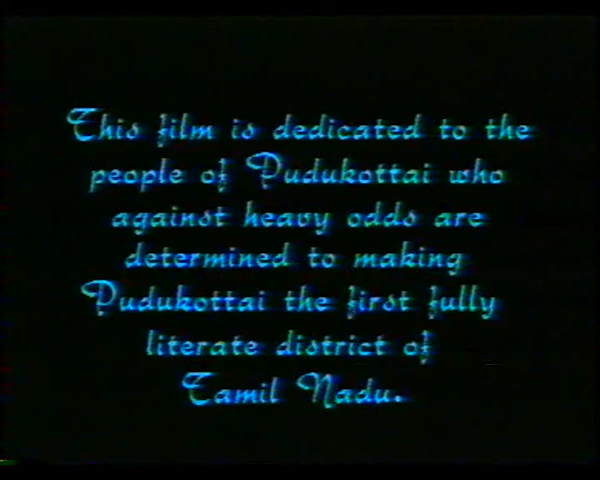 This film is dedicated to the
people of Pudukottai who
against heavy odds are
determined to making
Pudukottai the first fully
literate district of
Tamil Nadu.